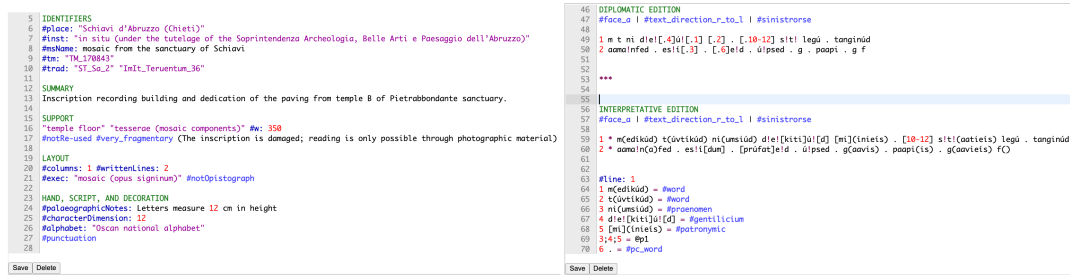 5 IDENTIFIERS
6 #place: "Schiavi d'Abruzzo (Chieti)"
7 #inst: "in situ (under the tutelage of the Soprintendenza Archeologia, Belle Arti e Paesaggio dell'Abruzzo)"
8 #msName: mosaic from the sanctuary of Schiavi
9 #tm: "TM_170843"
10 #trad: "ST_Sa_2" "ImIt_Teruentum_36"
11
12 SUMMARY
13 Inscription recording building and dedication of the paving from temple B of Pietrabbondante sanctuary.
14
15 SUPPORT
16 "temple floor" "tesserae (mosaic components)" #w: 350
17 #notRe-used #very_fragmentary (The inscription is damaged; reading is only possible through photographic material)
18
19 LAYOUT
20 #columns: 1 #writtenLines: 2
21 #exec: "mosaic (opus signinum)" #notOpistograph
22
23 HAND, SCRIPT, AND DECORATION
24 #palaeographicNotes: Letters measure 12 cm in height
25 #characterDimension: 12
26 #alphabet: "Oscan national alphabet"
27 #punctuation
28
Save Delete
46 DIPLOMATIC EDITION
47 #face_a | #text_direction_r_to_l | #sinistrorse
48
49 1 m t ni d!e![.4]ú![.1] [.2] . [.10-12] s!t! legú . tanginúd
50 2 aama!nfed . es!i[.3] . [.6]e!d . ú!psed . g . paapi . g f
51
52
53 ***
54
55
56 INTERPRETATIVE EDITION
57 #face_a | #text_direction_r_to_l | #sinistrorse
58
59 1 * m(edikúd) t(úvtíkúd) ni(umsiúd) d!e![kiti]ú![d] [mi](inieís) . [10-12] s!t!(aatieís) legú . tanginúd
60 2 * aama!n(a)fed . es!i[dum] . [prúfat]e!d . ú!psed . g(aavis) . paapi(is) . g(aavieís) f()
61
62
63 #line: 1
64 1 m(edikúd) = #word
65 2 t(úvtíkúd) = #word
66 3 ni(umsiúd) = #praenomen
67 4 d!e![kiti]ú![d] = #gentilicium
68 5 [mi](inieís) = #patronymic
69 3;4;5 = @p1
70 6 . = #pc_word
Save Delete